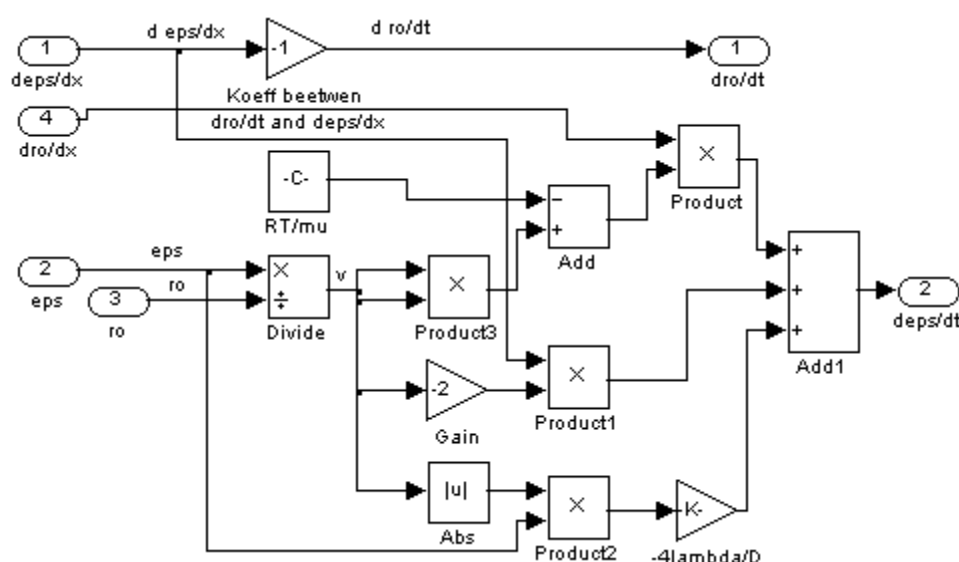 d eps/dx
d ro/dt
1
-1
1
deps/dx
dro/dt
4
Koeff beetwen
dro/dt and deps/dx
dro/dx
×
-C-
−
+
Product
RT/mu
Add
eps
v
+
2
×
ro
×
+
2
eps
3
÷
ro
Divide
Product3
deps/dt
+
×
Add1
-2
Product1
Gain
|u|
×
-K-
Abs
Product2
-4lambda/D